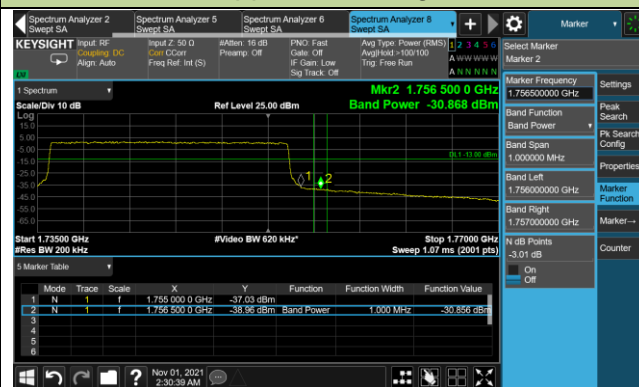 Spectrum Analyzer 2
Swept SA
Spectrum Analyzer 5
Swept SA
Spectrum Analyzer 6
Swept SA
Spectrum Analyzer 8
Swept SA
Marker
KEYSIGHT
Input: RF
Coupling: DC
Align: Auto
Input Z: 50 Ω
Corr CCorr
Freq Ref: Int (S)
#Atten: 16 dB
Preamp: Off
PNO: Fast
Gate: Off
IF Gain: Low
Sig Track: Off
Avg Type: Power (RMS)
Avg|Hold:>100/100
Trig: Free Run
1 2 3 4 5 6
A W W W W W
A N N N N N
LXI
Select Marker
Marker 2
Marker Frequency
1.756500000 GHz
Band Function
Band Power
Band Span
1.000000 MHz
Band Left
1.756000000 GHz
Band Right
1.757000000 GHz
N dB Points
-3.01 dB
On
Off
Settings
Peak
Search
Pk Search
Config
Properties
Marker
Function
Marker→
Counter
1 Spectrum
Mkr2 1.756 500 0 GHz
Scale/Div 10 dB
Ref Level 25.00 dBm
Band Power -30.868 dBm
Log
15.0
5.00
-5.00
-15.0
-25.0
-35.0
-45.0
-55.0
-65.0
DL1 -13.00 dBm
1
2
Start 1.73500 GHz
#Video BW 620 kHz*
Stop 1.77000 GHz
#Res BW 200 kHz
Sweep 1.07 ms (2001 pts)
5 Marker Table
Mode Trace Scale X Y Function Function Width Function Value
1 N 1 f 1.755 000 0 GHz -37.03 dBm
2 N 1 f 1.756 500 0 GHz -38.96 dBm Band Power 1.000 MHz -30.856 dBm
3
4
5
6
?
Nov 01, 2021
2:30:39 AM